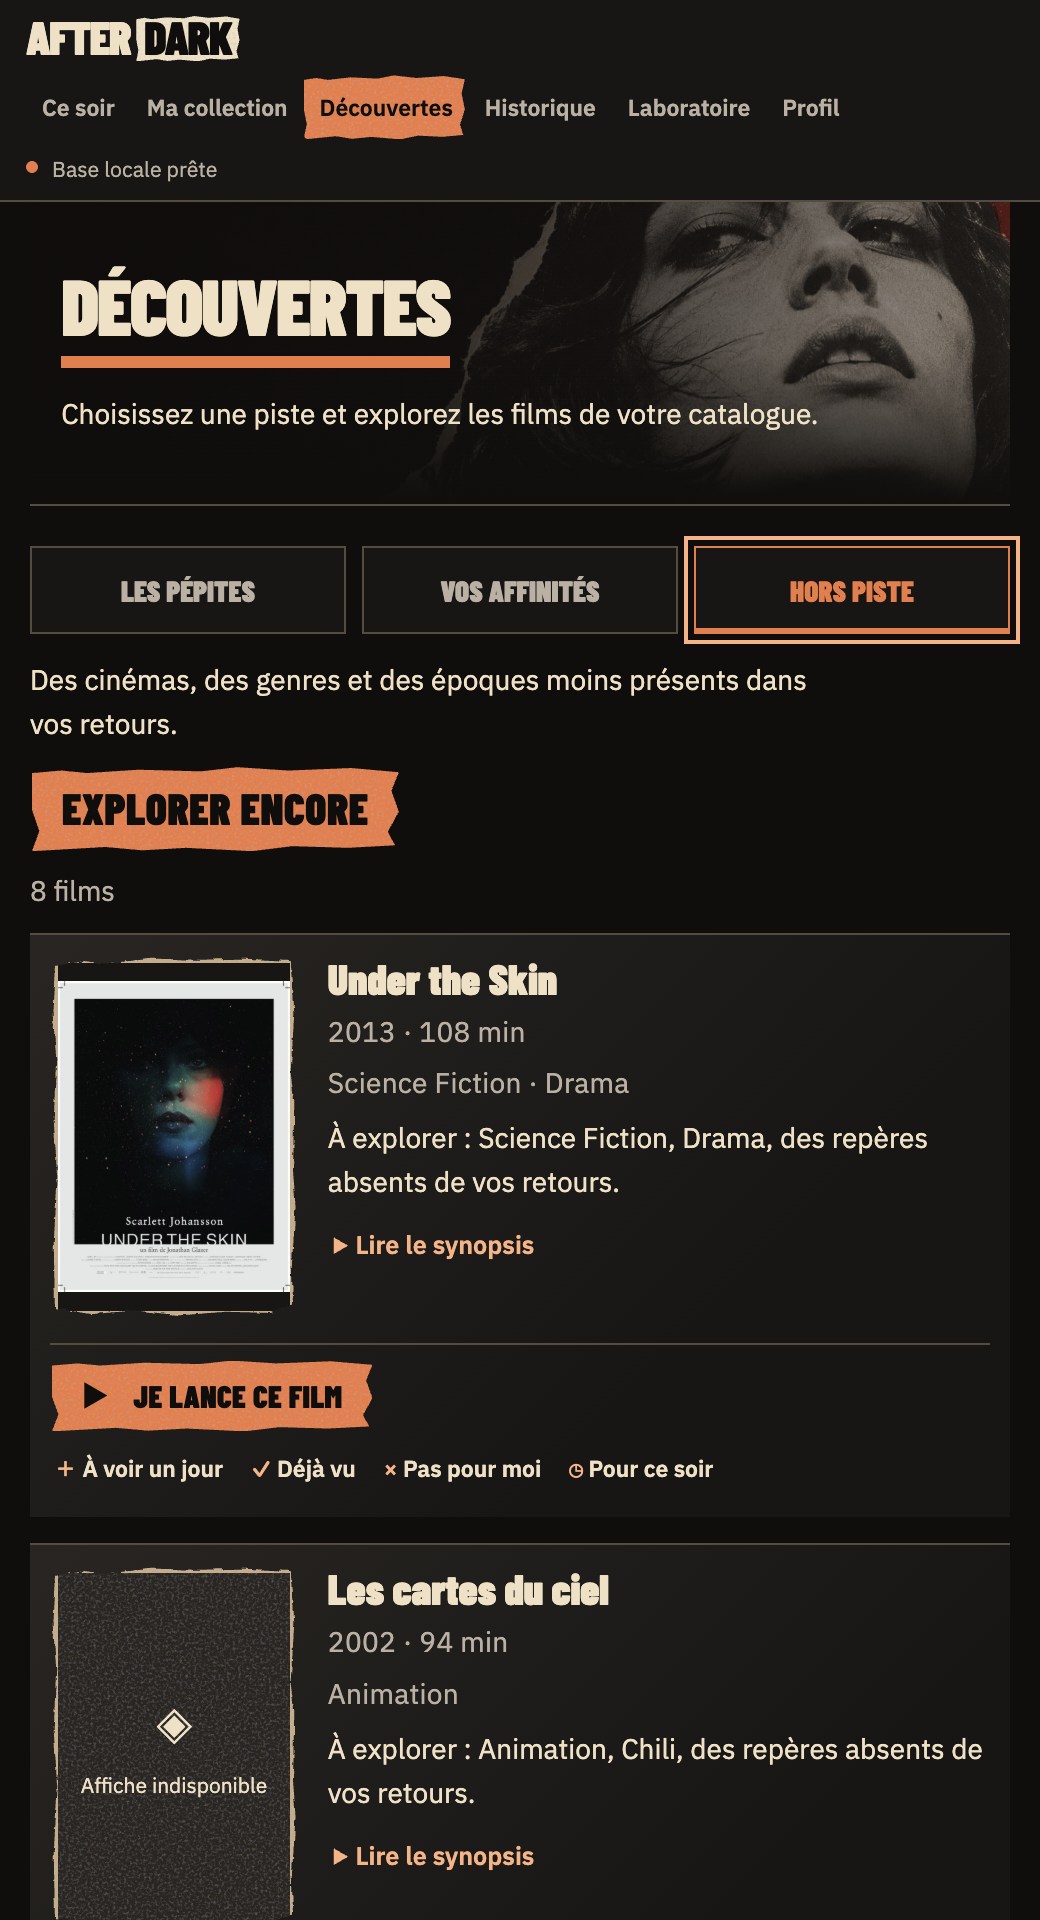 AFTER DARK
Ce soir Ma collection Découvertes Historique Laboratoire Profil
Base locale prête
DÉCOUVERTES
Choisissez une piste et explorez les films de votre catalogue.
LES PÉPITES VOS AFFINITÉS HORS PISTE
Des cinémas, des genres et des époques moins présents dans
vos retours.
EXPLORER ENCORE
8 films
Under the Skin
2013 · 108 min
Science Fiction · Drama
À explorer : Science Fiction, Drama, des repères
absents de vos retours.
▶ Lire le synopsis
Scarlett Johansson
UNDER THE SKIN
un film de Jonathan Glazer
▶ JE LANCE CE FILM
+ À voir un jour ✓ Déjà vu × Pas pour moi ◷ Pour ce soir
Les cartes du ciel
2002 · 94 min
Animation
À explorer : Animation, Chili, des repères absents de
vos retours.
▶ Lire le synopsis
Affiche indisponible